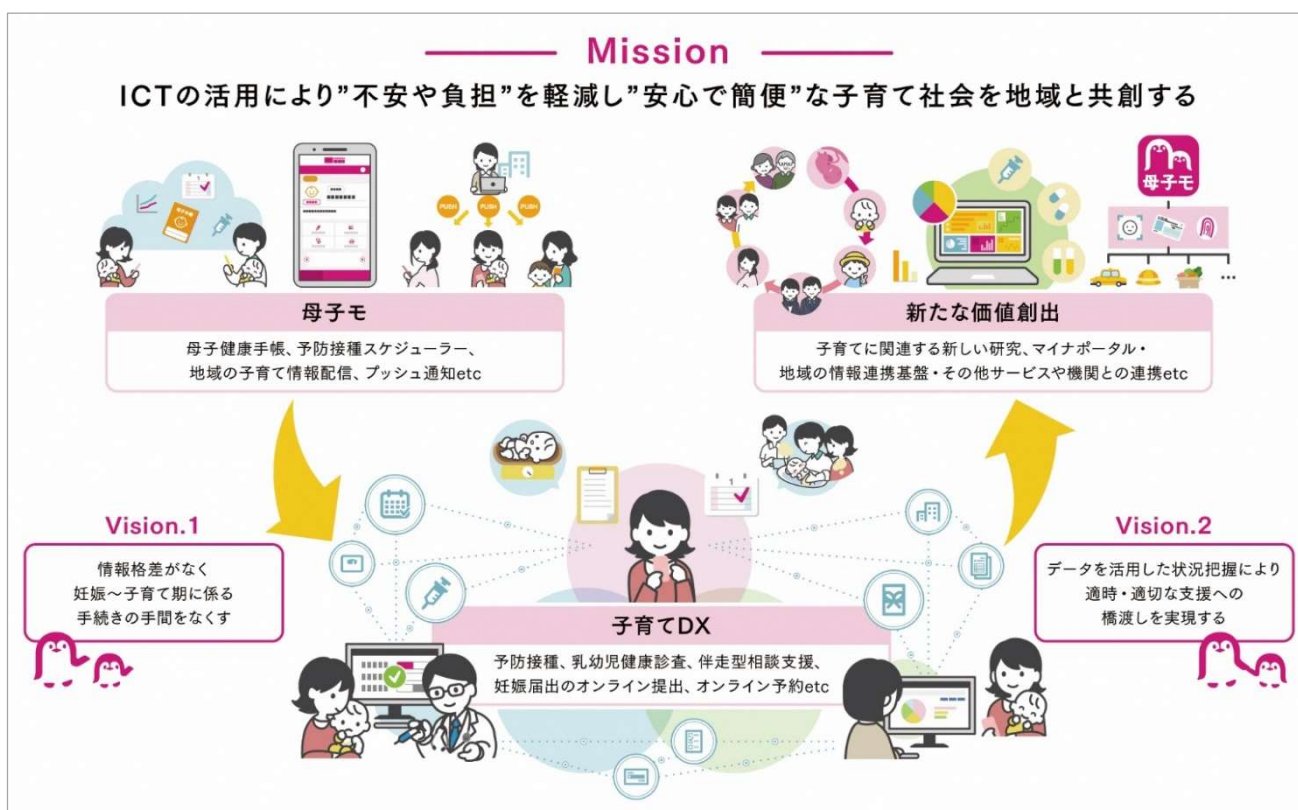 Mission
ICTの活用により”不安や負担”を軽減し”安心で簡便”な子育て社会を地域と共創する
PUSH
PUSH
PUSH
母子モ
母子健康手帳、予防接種スケジューラー、
地域の子育て情報配信、プッシュ通知etc
母子モ
…
新たな価値創出
子育てに関連する新しい研究、マイナポータル・
地域の情報連携基盤・その他サービスや機関との連携etc
Vision.1
情報格差がなく
妊娠～子育て期に係る
手続きの手間をなくす
Vision.2
データを活用した状況把握により
適時・適切な支援への
橋渡しを実現する
子育てDX
予防接種、乳幼児健康診査、伴走型相談支援、
妊娠届出のオンライン提出、オンライン予約etc